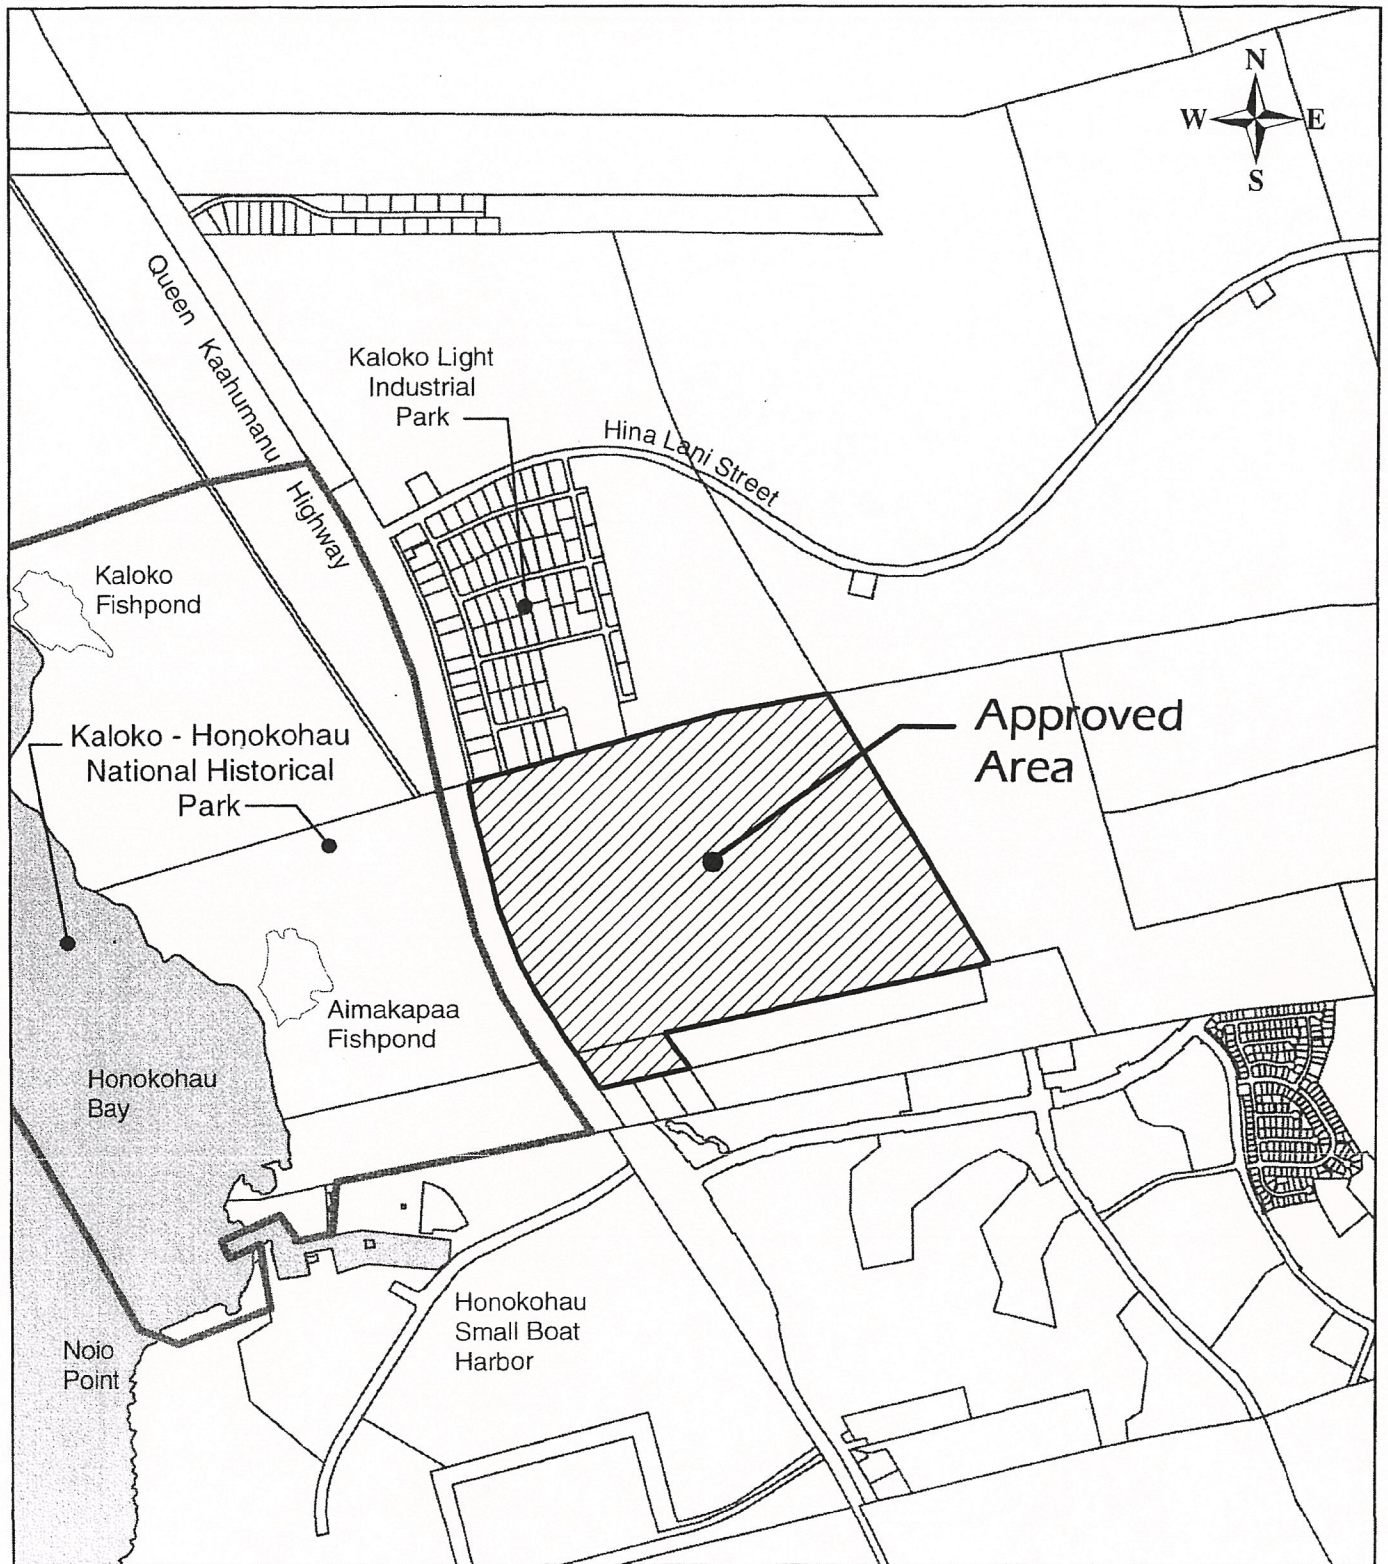 N
W E
S
Queen Kaahumanu Highway
Kaloko Light
Industrial
Park
Hina Lani Street
Kaloko
Fishpond
Kaloko - Honokohau
National Historical
Park
Approved
Area
Aimakapaa
Fishpond
Honokohau
Bay
Honokohau
Small Boat
Harbor
Noio
Point